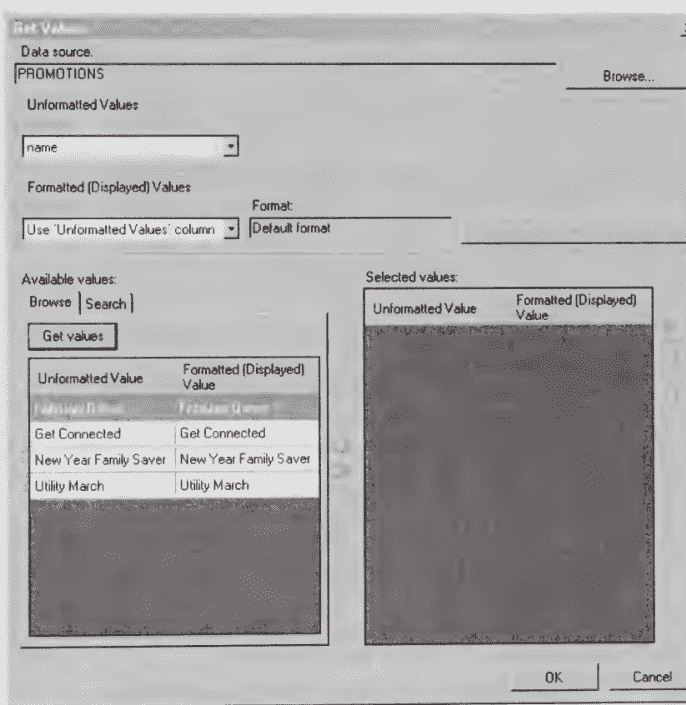 Get Values
Data source.
PROMOTIONS
Browse...
Unformatted Values
name
Formatted (Displayed) Values
Format:
Use 'Unformatted Values' column
Default format
Available values:
Browse
Search
Get values
Unformatted Value
Formatted (Displayed)
Value
Get Connected
Get Connected
New Year Family Saver
New Year Family Saver
Utility March
Utility March
Selected values:
Unformatted Value
Formatted (Displayed)
Value
OK
Cancel